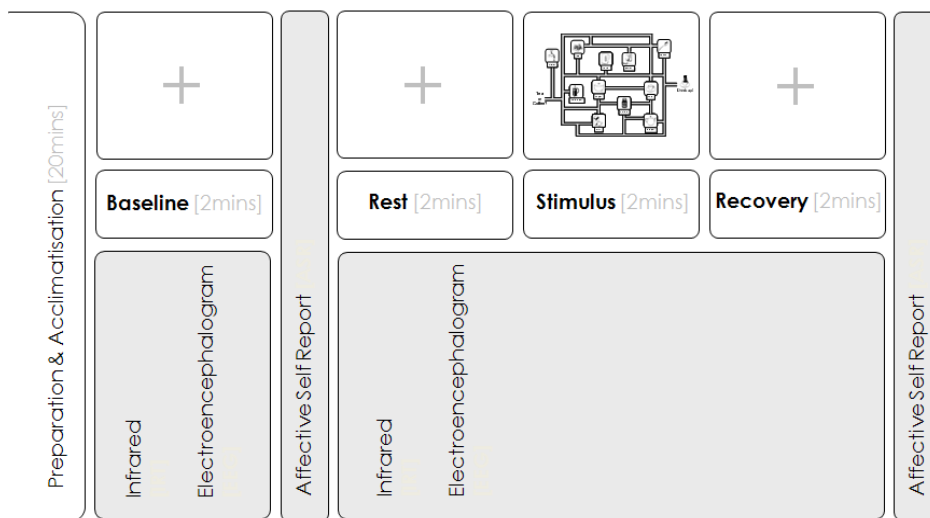 Preparation & Acclimatisation [20mins]
Baseline [2mins]
Infrared
Electroencephalogram
Affective Self Report
Rest [2mins]
Stimulus [2mins]
Recovery [2mins]
Infrared
Electroencephalogram
Affective Self Report